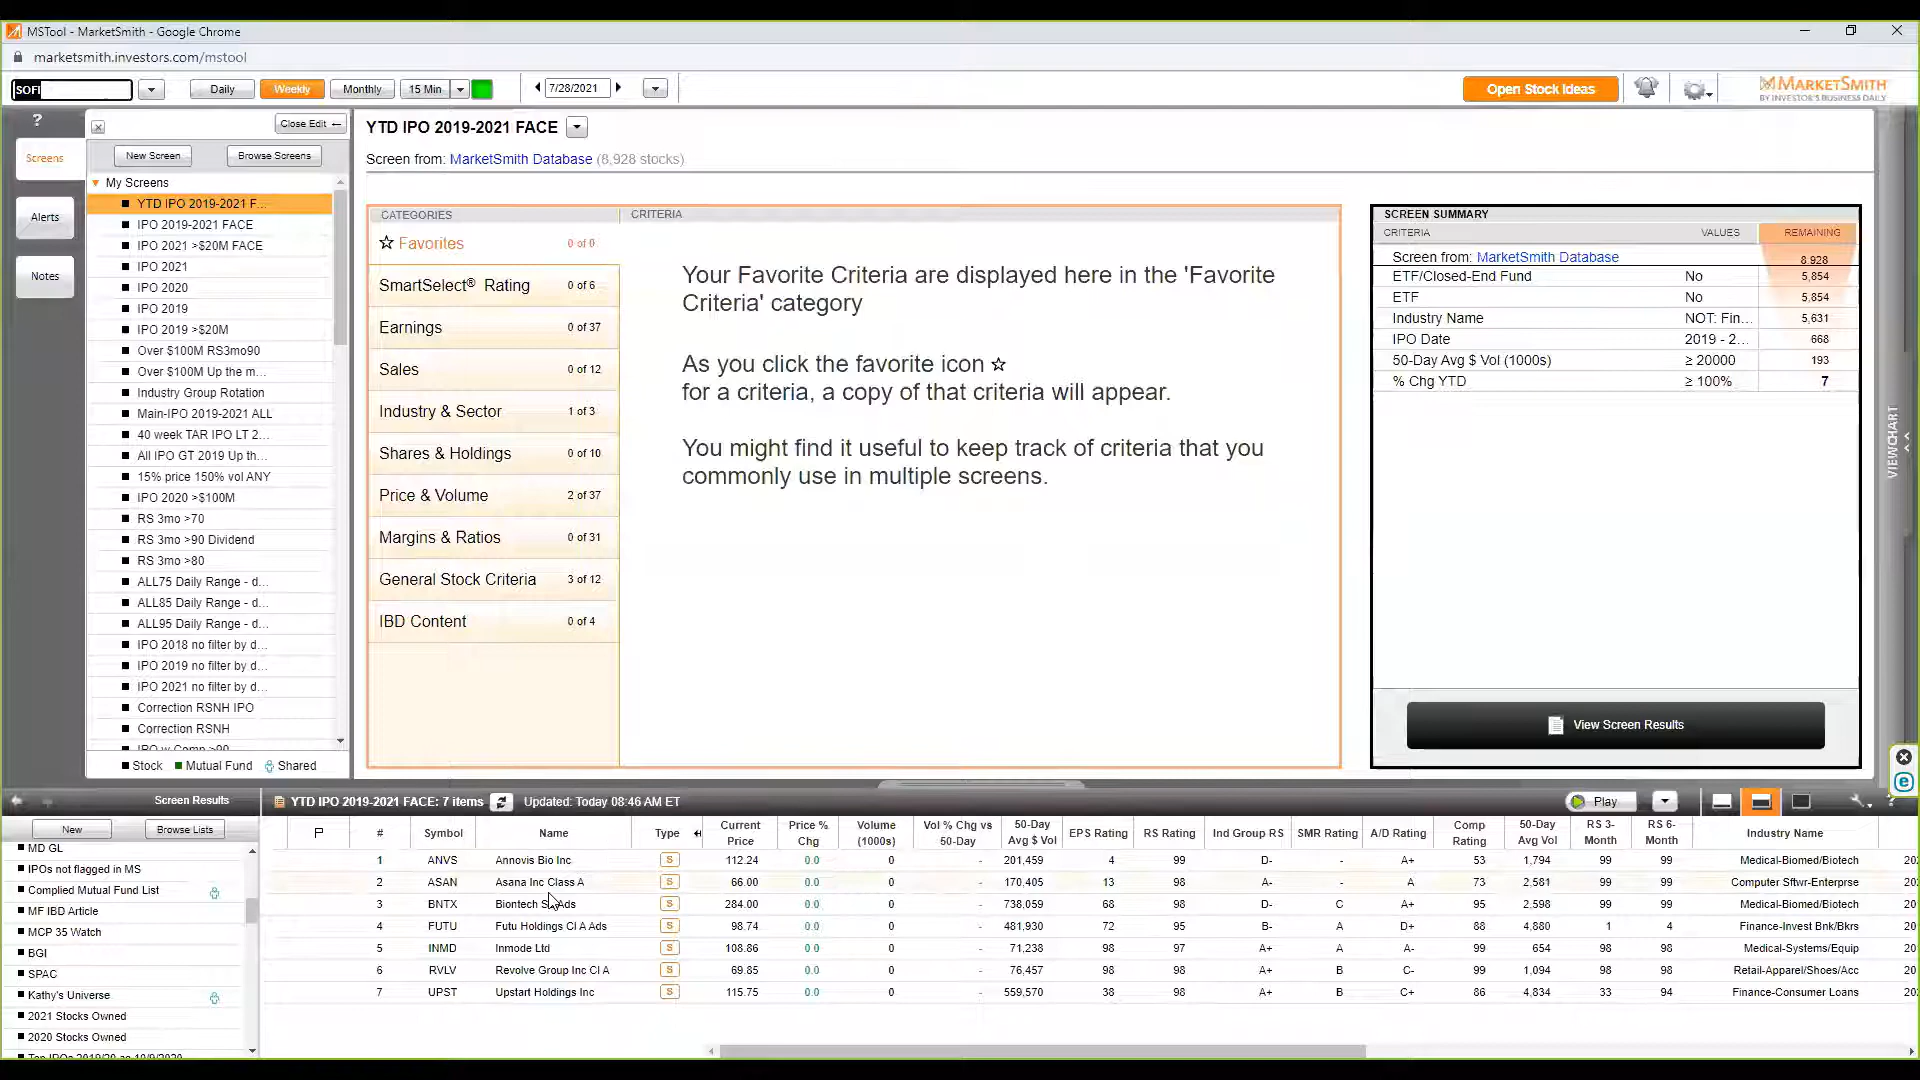 MSTool - MarketSmith - Google Chrome
marketsmith.investors.com/mstool
SOFI Daily Weekly Monthly 15 Min 7/28/2021 Open Stock Ideas MARKETSMITH
BY INVESTOR'S BUSINESS DAILY
?
Screens
Alerts
Notes
Close Edit
New Screen Browse Screens
My Screens
YTD IPO 2019-2021 F...
IPO 2019-2021 FACE
IPO 2021 >$20M FACE
IPO 2021
IPO 2020
IPO 2019
IPO 2019 >$20M
Over $100M RS3mo90
Over $100M Up the m...
Industry Group Rotation
Main-IPO 2019-2021 ALL
40 week TAR IPO LT 2...
All IPO GT 2019 Up th...
15% price 150% vol ANY
IPO 2020 >$100M
RS 3mo >70
RS 3mo >90 Dividend
RS 3mo >80
ALL75 Daily Range - d...
ALL85 Daily Range - d...
ALL95 Daily Range - d...
IPO 2018 no filter by d...
IPO 2019 no filter by d...
IPO 2021 no filter by d...
Correction RSNH IPO
Correction RSNH
IPO w Comp >90
Stock Mutual Fund Shared
YTD IPO 2019-2021 FACE
Screen from: MarketSmith Database (8,928 stocks)
CATEGORIES CRITERIA
Favorites 0 of 0
SmartSelect® Rating 0 of 6
Earnings 0 of 37
Sales 0 of 12
Industry & Sector 1 of 3
Shares & Holdings 0 of 10
Price & Volume 2 of 37
Margins & Ratios 0 of 31
General Stock Criteria 3 of 12
IBD Content 0 of 4
Your Favorite Criteria are displayed here in the 'Favorite
Criteria' category
As you click the favorite icon
for a criteria, a copy of that criteria will appear.
You might find it useful to keep track of criteria that you
commonly use in multiple screens.
SCREEN SUMMARY
CRITERIA VALUES REMAINING
Screen from: MarketSmith Database 8,928
ETF/Closed-End Fund No 5,854
ETF No 5,854
Industry Name NOT: Fin... 5,631
IPO Date 2019 - 2... 668
50-Day Avg $ Vol (1000s) ≥ 20000 193
% Chg YTD ≥ 100% 7
View Screen Results
VIEW CHART
Screen Results
New Browse Lists
MD GL
IPOs not flagged in MS
Complied Mutual Fund List
MF IBD Article
MCP 35 Watch
BGI
SPAC
Kathy's Universe
2021 Stocks Owned
2020 Stocks Owned
YTD IPO 2019-2021 FACE: 7 items Updated: Today 08:46 AM ET Play
# Symbol Name Type Current Price Price % Chg Volume (1000s) Vol % Chg vs 50-Day 50-Day Avg $ Vol EPS Rating RS Rating Ind Group RS SMR Rating A/D Rating Comp Rating 50-Day Avg Vol RS 3-Month RS 6-Month Industry Name
1 ANVS Annovis Bio Inc S 112.24 0.0 0 - 201,459 4 99 D- - A+ 53 1,794 99 99 Medical-Biomed/Biotech 20
2 ASAN Asana Inc Class A S 66.00 0.0 0 - 170,405 13 98 A- - A 73 2,581 99 99 Computer Sftwr-Enterprse 20
3 BNTX Biontech Ads S 284.00 0.0 0 - 738,059 68 98 D- C A+ 95 2,598 99 98 Medical-Biomed/Biotech 20
4 FUTU Futu Holdings Cl A Ads S 98.74 0.0 0 - 481,930 72 95 B- A D+ 88 4,880 1 4 Finance-Invest Bnk/Bkrs 20
5 INMD Inmode Ltd S 108.86 0.0 0 - 71,238 98 97 A+ A A- 99 654 98 98 Medical-Systems/Equip 20
6 RVLV Revolve Group Inc Cl A S 69.85 0.0 0 - 76,457 98 98 A+ B C- 99 1,094 98 98 Retail-Apparel/Shoes/Acc 20
7 UPST Upstart Holdings Inc S 115.75 0.0 0 - 559,570 38 98 A+ B C+ 86 4,834 33 94 Finance-Consumer Loans 20